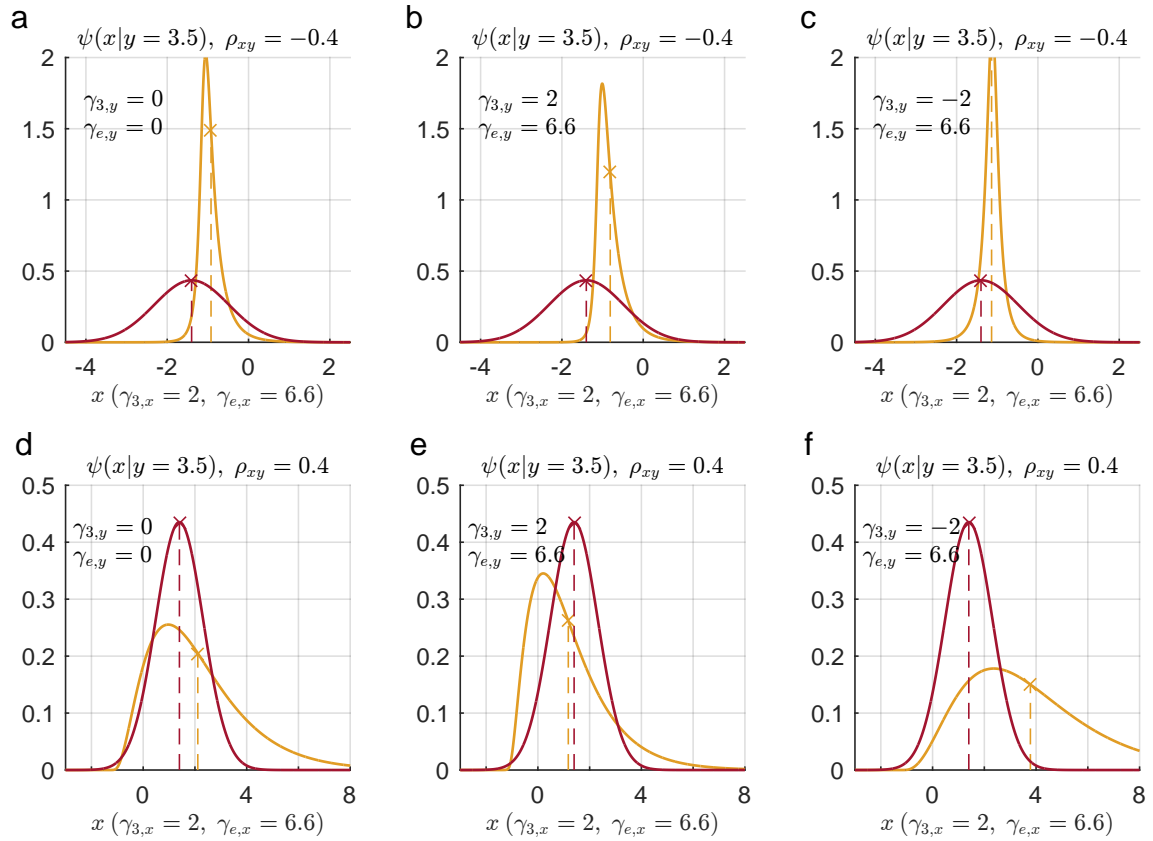 a
ψ(x|y = 3.5), ρ_xy = −0.4
γ_3,y = 0
γ_e,y = 0
2
1.5
1
0.5
0
-4 -2 0 2
x (γ_3,x = 2, γ_e,x = 6.6)
b
ψ(x|y = 3.5), ρ_xy = −0.4
γ_3,y = 2
γ_e,y = 6.6
2
1.5
1
0.5
0
-4 -2 0 2
x (γ_3,x = 2, γ_e,x = 6.6)
c
ψ(x|y = 3.5), ρ_xy = −0.4
γ_3,y = −2
γ_e,y = 6.6
2
1.5
1
0.5
0
-4 -2 0 2
x (γ_3,x = 2, γ_e,x = 6.6)
d
ψ(x|y = 3.5), ρ_xy = 0.4
γ_3,y = 0
γ_e,y = 0
0.5
0.4
0.3
0.2
0.1
0
0 4 8
x (γ_3,x = 2, γ_e,x = 6.6)
e
ψ(x|y = 3.5), ρ_xy = 0.4
γ_3,y = 2
γ_e,y = 6.6
0.5
0.4
0.3
0.2
0.1
0
0 4 8
x (γ_3,x = 2, γ_e,x = 6.6)
f
ψ(x|y = 3.5), ρ_xy = 0.4
γ_3,y = −2
γ_e,y = 6.6
0.5
0.4
0.3
0.2
0.1
0
0 4 8
x (γ_3,x = 2, γ_e,x = 6.6)